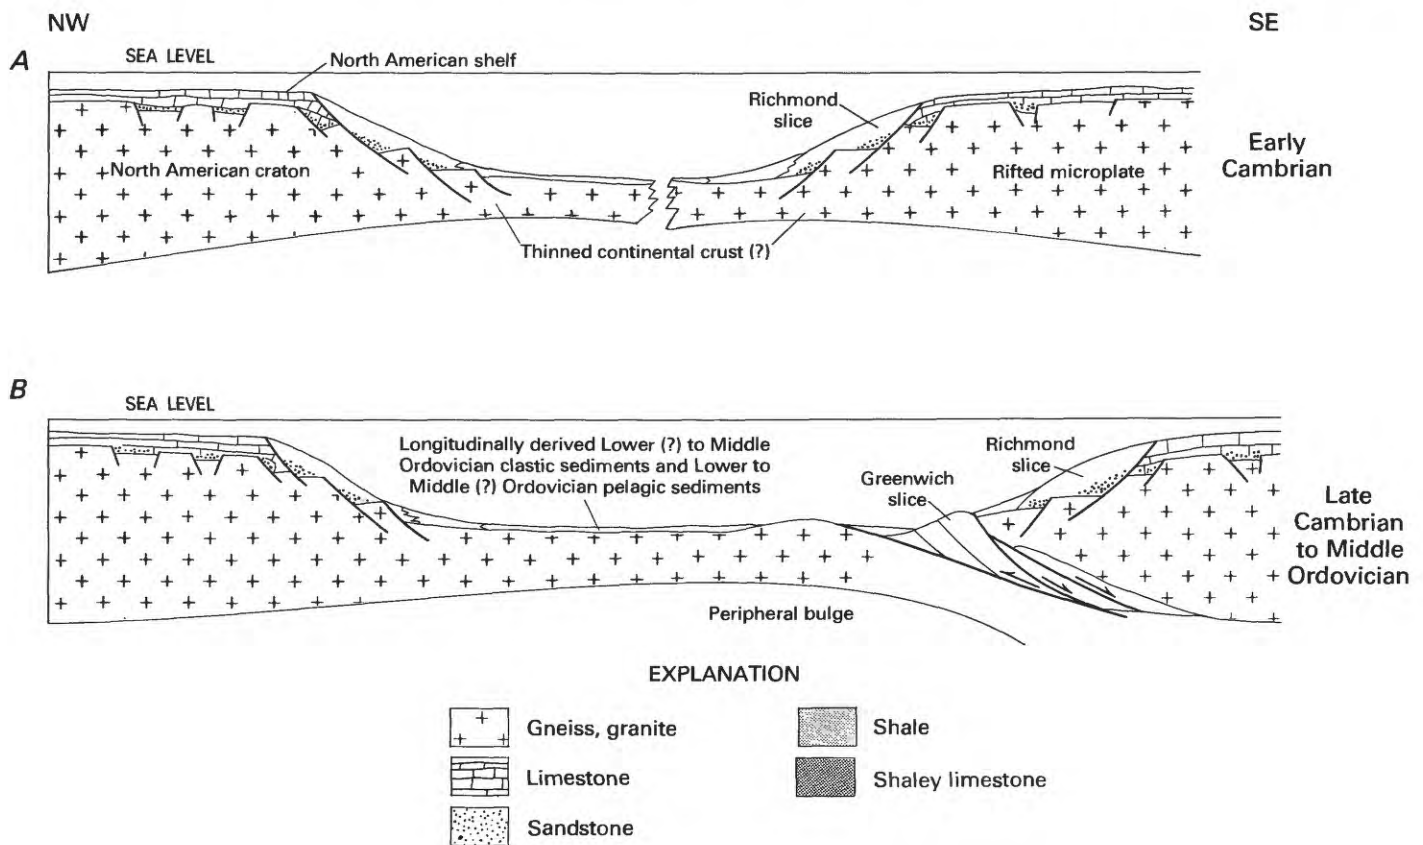 NW
SE
A
SEA LEVEL
North American shelf
Richmond
slice
North American craton
Rifted microplate
Early
Cambrian
Thinned continental crust (?)
B
SEA LEVEL
Longitudinally derived Lower (?) to Middle
Ordovician clastic sediments and Lower to
Middle (?) Ordovician pelagic sediments
Richmond
slice
Greenwich
slice
Late
Cambrian
to Middle
Ordovician
Peripheral bulge
EXPLANATION
Gneiss, granite
Limestone
Sandstone
Shale
Shaley limestone